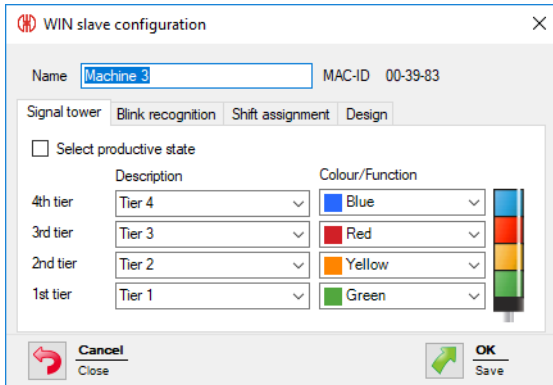 WIN slave configuration
Name Machine 3 MAC-ID 00-39-83
Signal tower Blink recognition Shift assignment Design
Select productive state
Description Colour/Function
4th tier Tier 4 Blue
3rd tier Tier 3 Red
2nd tier Tier 2 Yellow
1st tier Tier 1 Green
Cancel OK
Close Save